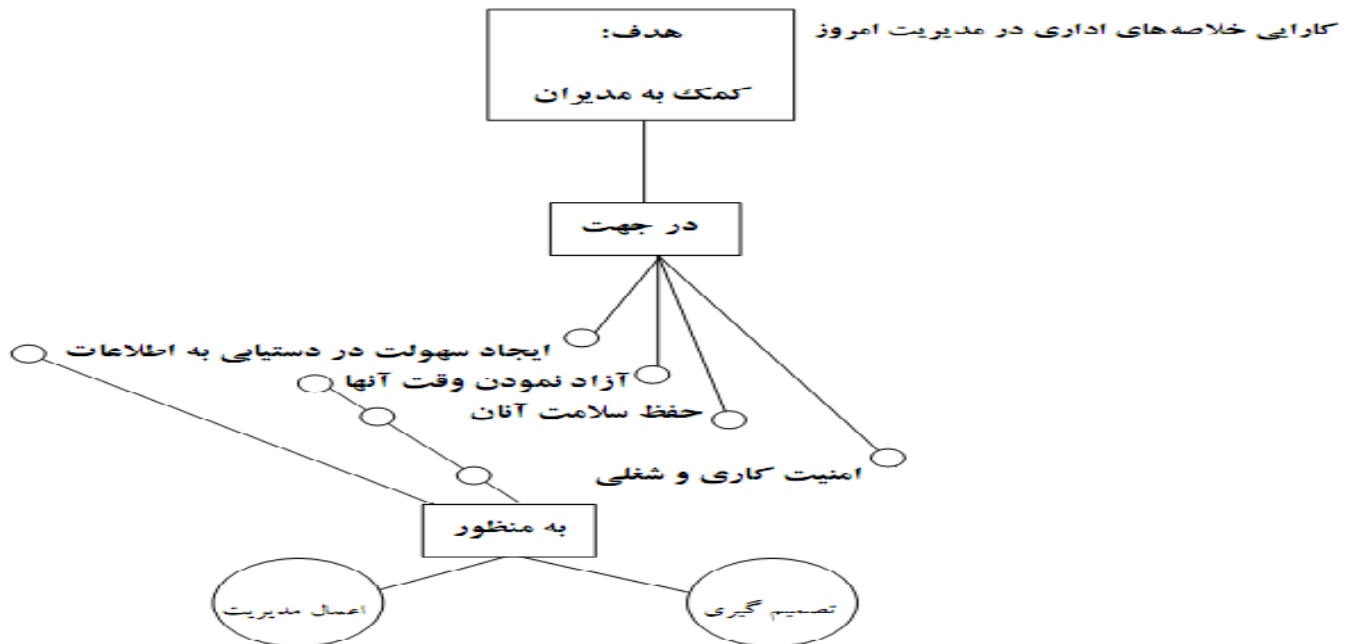 کارایی خلاصه‌های اداری در مدیریت امروز
هدف:
کمک به مدیران
در جهت
ایجاد سهولت در دستیابی به اطلاعات
آزاد نمودن وقت آنها
حفظ سلامت آنان
امنیت کاری و شغلی
به منظور
تصمیم گیری
اعمال مدیریت